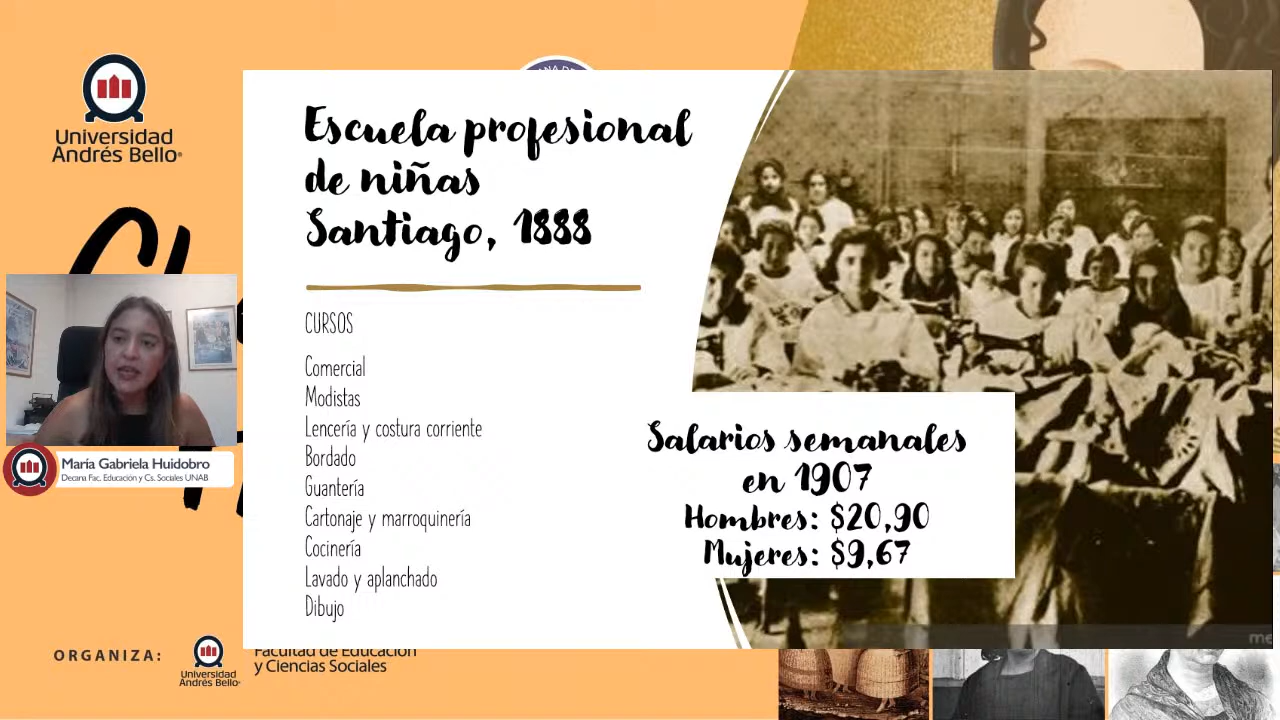 Universidad
Andrés Bello
Escuela profesional
de niñas
Santiago, 1888
CURSOS
Comercial
Modistas
Lencería y costura corriente
Bordado
Guantería
Cartonaje y marroquinería
Cocinería
Lavado y aplanchado
Dibujo
Salarios semanales
en 1907
Hombres: $20,90
Mujeres: $9,67
María Gabriela Huidobro
Decana Fac. Educación y Cs. Sociales UNAB
ORGANIZA:
Universidad
Andrés Bello
Facultad de Educación
y Ciencias Sociales